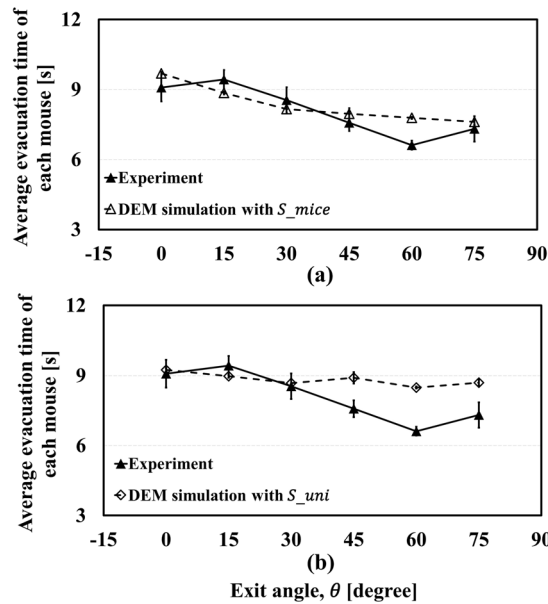 (a)
12
9
6
3
Average evacuation time of
each mouse [s]
Experiment
DEM simulation with S_mice
-15 0 15 30 45 60 75 90
(a)
12
9
6
3
Average evacuation time of
each mouse [s]
Experiment
DEM simulation with S_uni
-15 0 15 30 45 60 75 90
(b)
Exit angle, θ [degree]